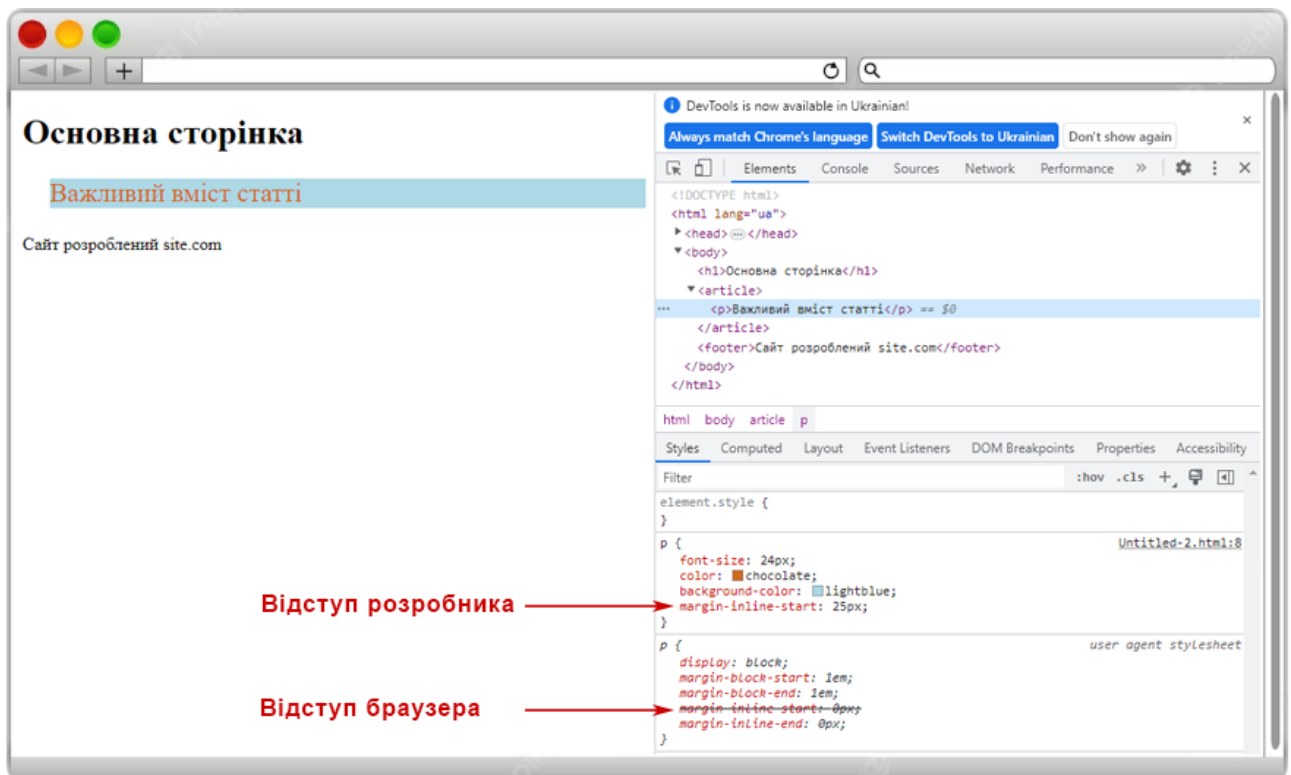 Основна сторінка
Важливий вміст статті
Сайт розроблений site.com
DevTools is now available in Ukrainian!
Always match Chrome's language Switch DevTools to Ukrainian Don't show again
Elements Console Sources Network Performance
<!DOCTYPE html>
<html lang="ua">
<head> ••• </head>
<body>
<h1>Основна сторінка</h1>
<article>
<p>Важливий вміст статті</p> == $0
</article>
<footer>Сайт розроблений site.com</footer>
</body>
</html>
html body article p
Styles Computed Layout Event Listeners DOM Breakpoints Properties Accessibility
Filter :hov .cls +
element.style {
}
p { Untitled-2.html:8
font-size: 24px;
color: chocolate;
background-color: lightblue;
Відступ розробника margin-inline-start: 25px;
}
p { user agent stylesheet
display: block;
margin-block-start: 1em;
margin-block-end: 1em;
Відступ браузера margin-inline-start: 0px;
margin-inline-end: 0px;
}